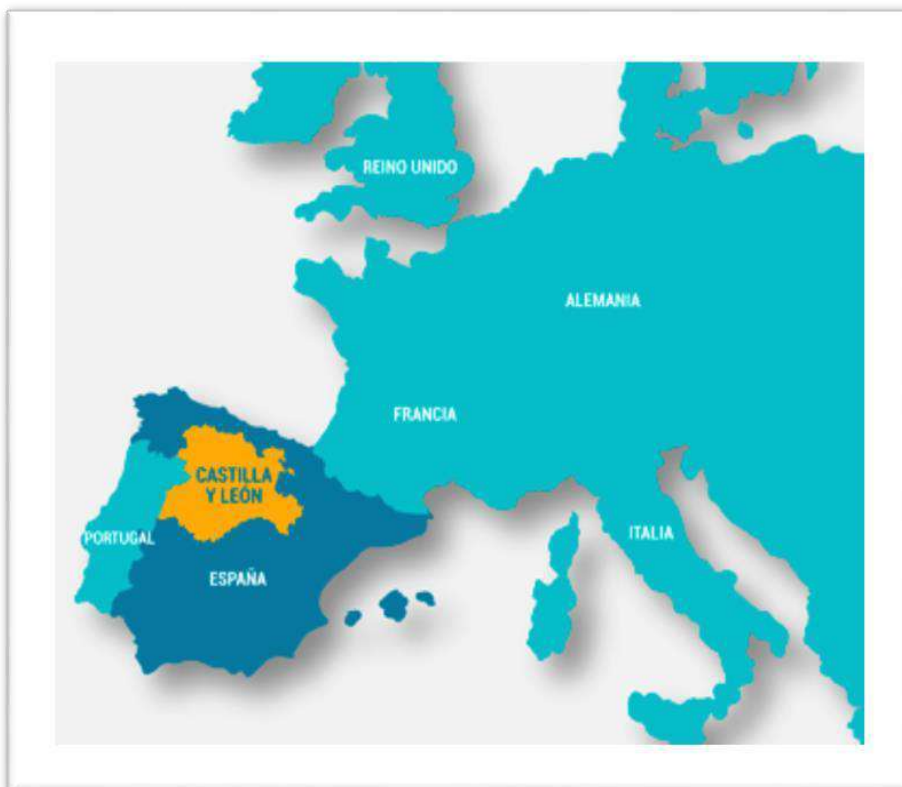 REINO UNIDO
ALEMANIA
FRANCIA
CASTILLA
Y LEÓN
PORTUGAL
ITALIA
ESPAÑA